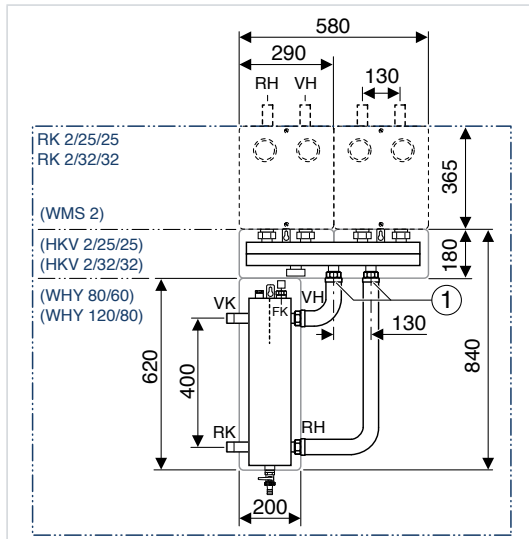 580
290
130
RH VH
RK 2/25/25
RK 2/32/32
365
(WMS 2)
(HKV 2/25/25)
(HKV 2/32/32)
180
(WHY 80/60)
(WHY 120/80)
VK
FK
VH
1
130
620
400
840
RK
RH
200